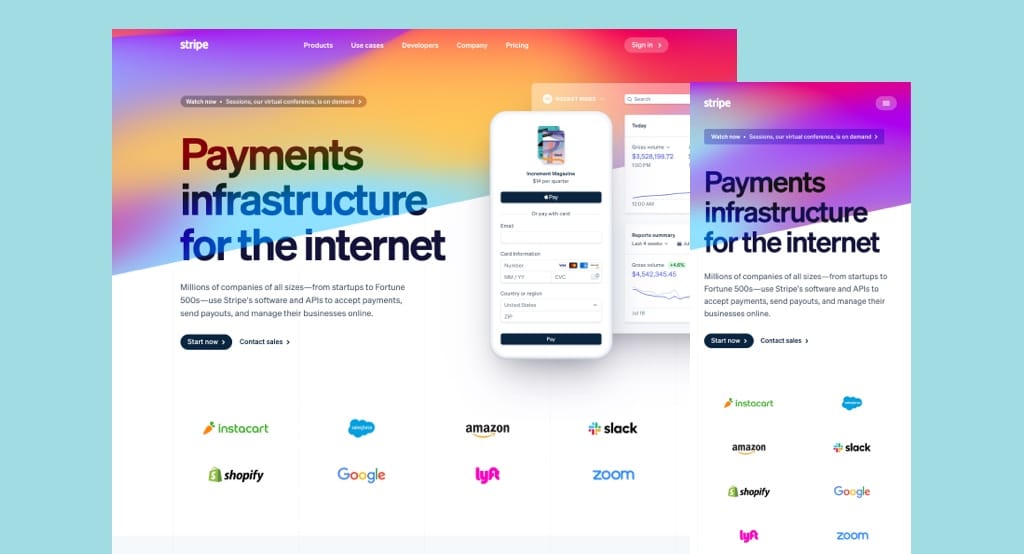 stripe
Products Use cases Developers Company Pricing
Sign in
Watch now • Sessions, our virtual conference, is on demand
Payments
infrastructure
for the internet
Millions of companies of all sizes—from startups to Fortune
500s—use Stripe's software and APIs to accept payments,
send payouts, and manage their businesses online.
Start now
Contact sales
ROCKET RIDES
Search
Today
Gross volume
$3,528,198.72
1:00 PM
12:00 AM
Reports summary
Last 4 weeks
Gross volume +4.6%
$4,542,345.45
Jul 18
Increment Magazine
$14 per quarter
Pay
Or pay with card
Email
Card Information
Number
VISA
MM / YY
CVC
Country or region
United States
ZIP
Pay
instacart
salesforce
amazon
slack
shopify
Google
lyft
zoom
stripe
Watch now • Sessions, our virtual conference, is on demand
Payments
infrastructure
for the internet
Millions of companies of all sizes—from startups to
500s—use Stripe's software and APIs to
accept payments, send payouts, and manage their
businesses online.
Start now
Contact sales
instacart
salesforce
amazon
slack
shopify
Google
lyft
zoom